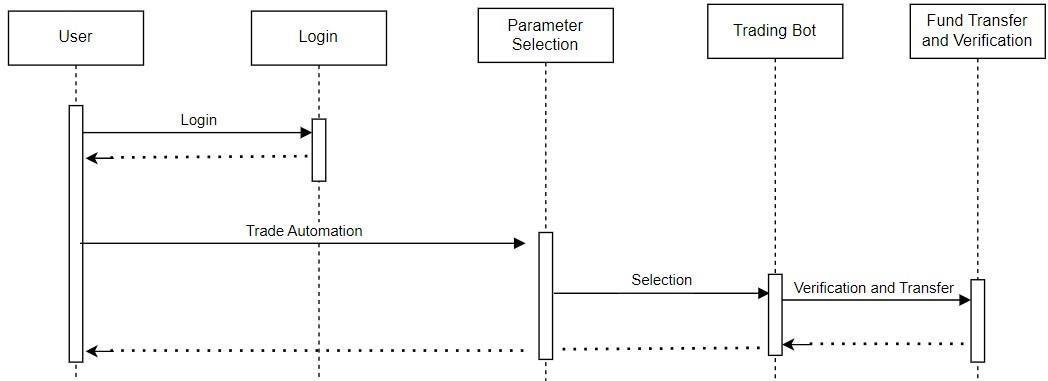 User
Login
Parameter
Selection
Trading Bot
Fund Transfer
and Verification
Login
Trade Automation
Selection
Verification and Transfer